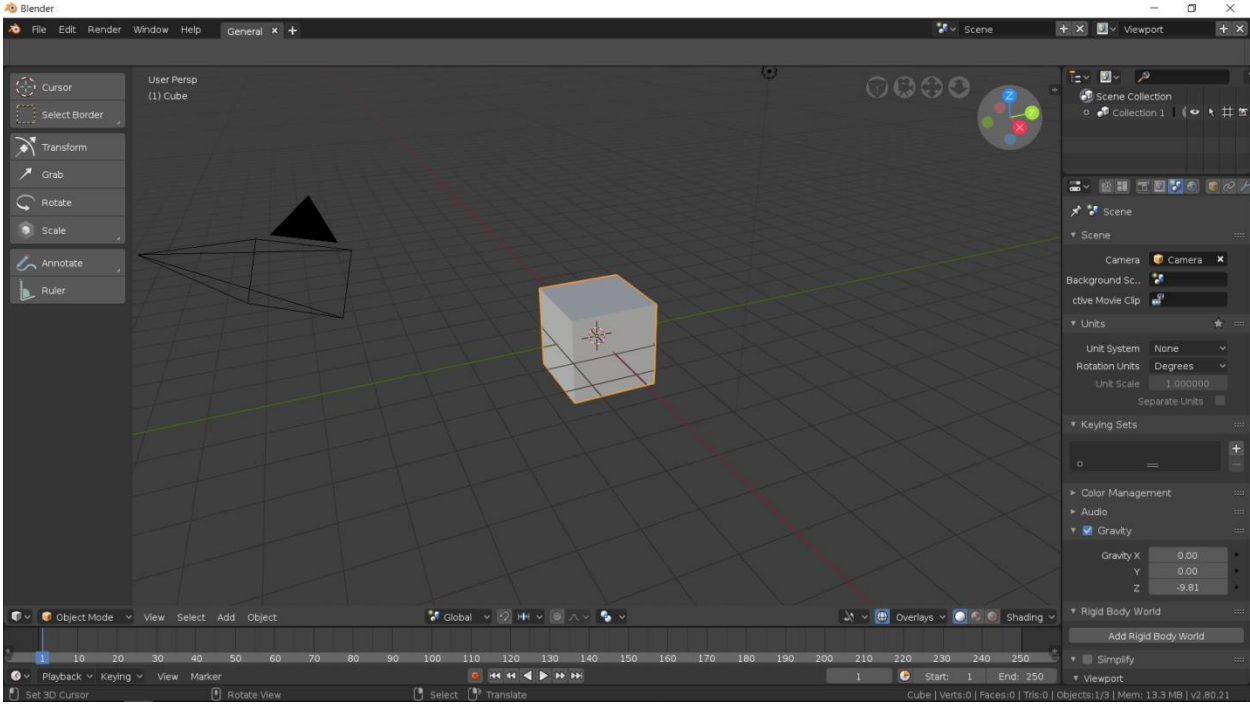 Blender
File Edit Render Window Help General × + Scene Viewport
Cursor
Select Border
Transform
Grab
Rotate
Scale
Annotate
Ruler
User Persp
(1) Cube
Z
Y
X
Scene Collection
Collection 1
Scene
Scene
Camera Camera
Background Sc..
ctive Movie Clip
Units
Unit System None
Rotation Units Degrees
Unit Scale 1.000000
Separate Units
Keying Sets
Color Management
Audio
Gravity
Gravity X 0.00
Y 0.00
Z -9.81
Rigid Body World
Add Rigid Body World
Simplify
Viewport
Object Mode View Select Add Object Global Overlays Shading
1 10 20 30 40 50 60 70 80 90 100 110 120 130 140 150 160 170 180 190 200 210 220 230 240 250
Playback Keying View Marker 1 Start: 1 End: 250
Set 3D Cursor Rotate View Select Translate Cube | Verts:0 | Faces:0 | Tris:0 | Objects:1/3 | Mem: 13.3 MB | v2.80.21